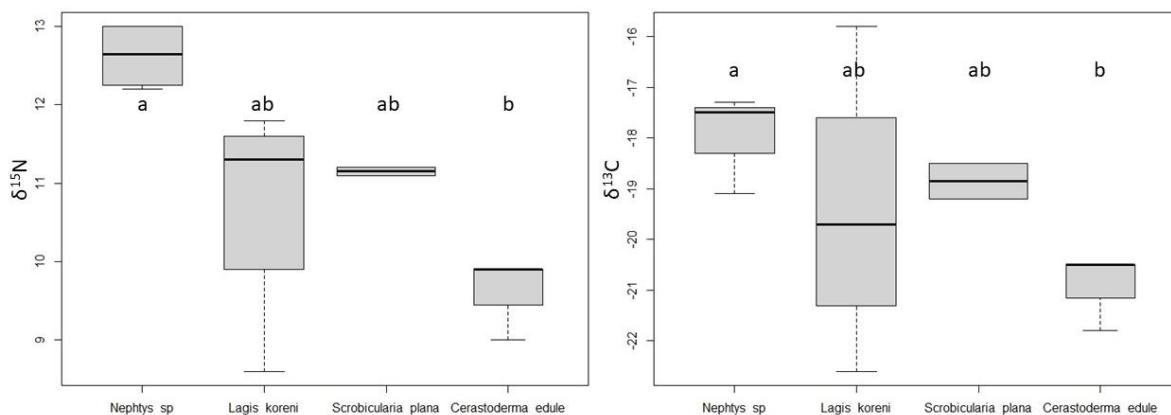 δ15N
13
12
11
10
9
a ab ab b
Nephtys sp Lagis koreni Scrobicularia plana Cerastoderma edule
δ13C
-16
-17
-18
-19
-20
-21
-22
a ab ab b
Nephtys sp Lagis koreni Scrobicularia plana Cerastoderma edule